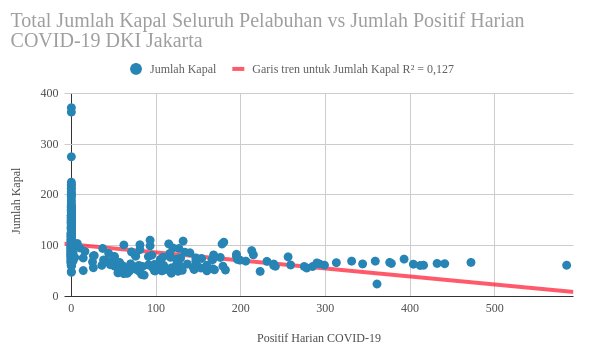 Total Jumlah Kapal Seluruh Pelabuhan vs Jumlah Positif Harian
COVID-19 DKI Jakarta
Jumlah Kapal
Garis tren untuk Jumlah Kapal R² = 0,127
400
300
200
100
0
Jumlah Kapal
0
100
200
300
400
500
Positif Harian COVID-19